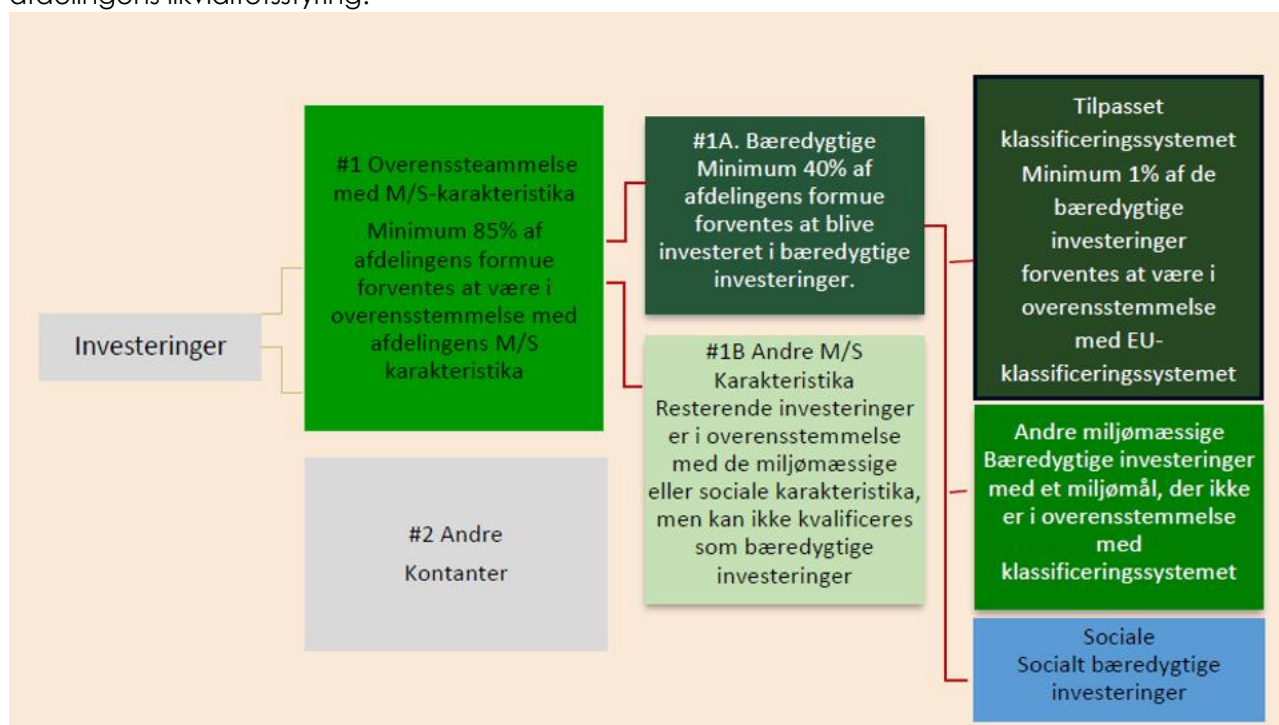 afdelingens likviditetsstyring.
Investeringer
#1 Overenssteammelse
med M/S-karakteristika
Minimum 85% af
afdelingens formue
forventes at være i
overensstemmelse med
afdelingens M/S
karakteristika
#2 Andre
Kontanter
#1A. Bæredygtige
Minimum 40% af
afdelingens formue
forventes at blive
investeret i bæredygtige
investeringer.
#1B Andre M/S
Karakteristika
Resterende investeringer
er i overensstemmelse
med de miljømæssige
eller sociale karakteristika,
men kan ikke kvalificeres
som bæredygtige
investeringer
Tilpasset
klassificeringssystemet
Minimum 1% af de
bæredygtige
investeringer
forventes at være i
overensstemmelse
med EU-
klassificeringssystemet
Andre miljømæssige
Bæredygtige investeringer
med et miljømål, der ikke
er i overensstemmelse
med
klassificeringssystemet
Sociale
Socialt bæredygtige
investeringer